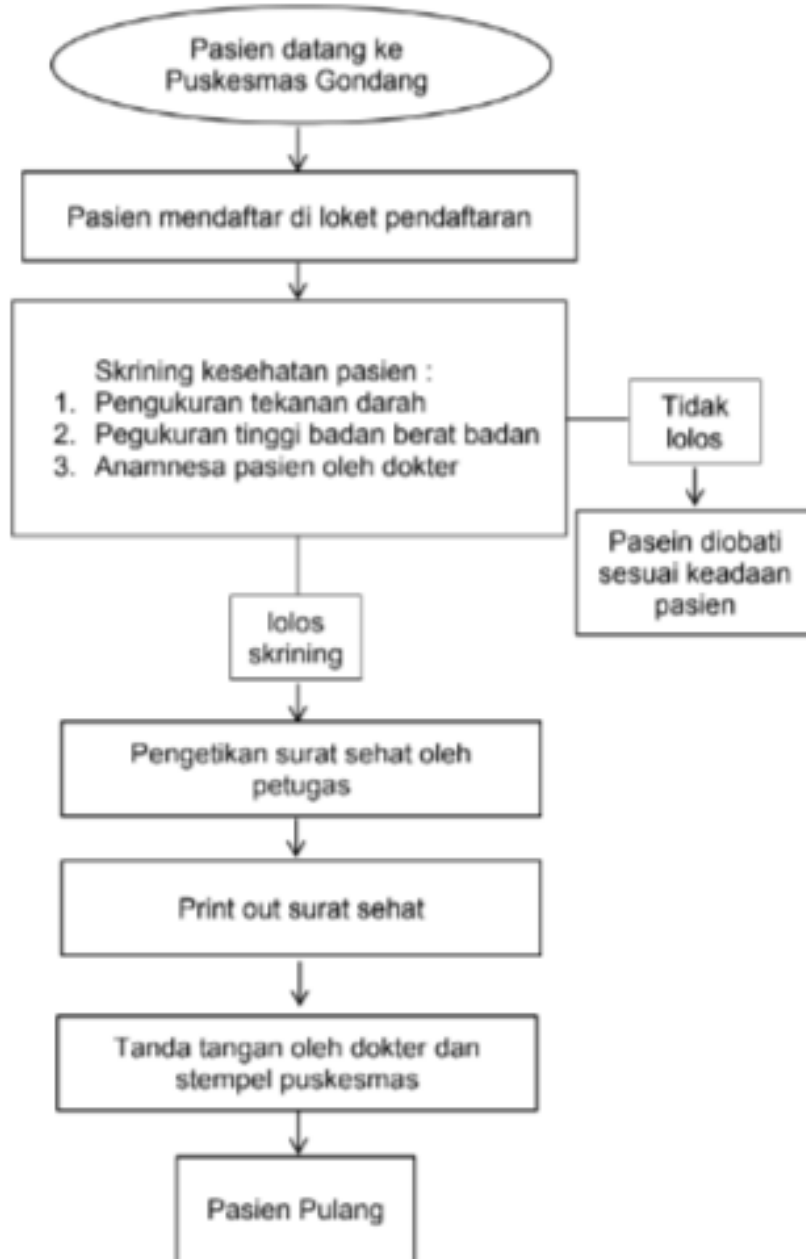 Pasien datang ke
Puskesmas Gondang
Pasien mendaftar di loket pendaftaran
Skrining kesehatan pasien :
1. Pengukuran tekanan darah
2. Pegukuran tinggi badan berat badan
3. Anamnesa pasien oleh dokter
Tidak
lolos
Pasein diobati
sesuai keadaan
pasien
lolos
skrining
Pengetikan surat sehat oleh
petugas
Print out surat sehat
Tanda tangan oleh dokter dan
stempel puskesmas
Pasien Pulang